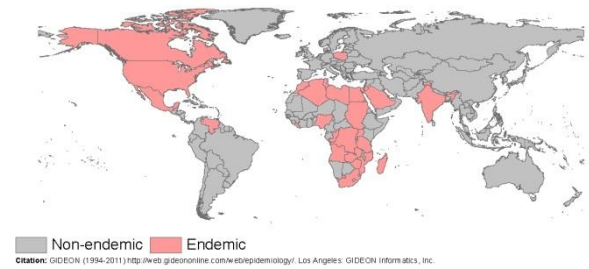 Non-endemic Endemic
Citation: GIDEON (1994-2011) http://web.gideononline.com/web/epidemiology/. Los Angeles: GIDEON Informatics, Inc.